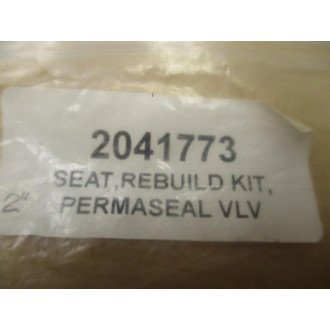 2041773
SEAT,REBUILD KIT,
2" PERMASEAL VLV